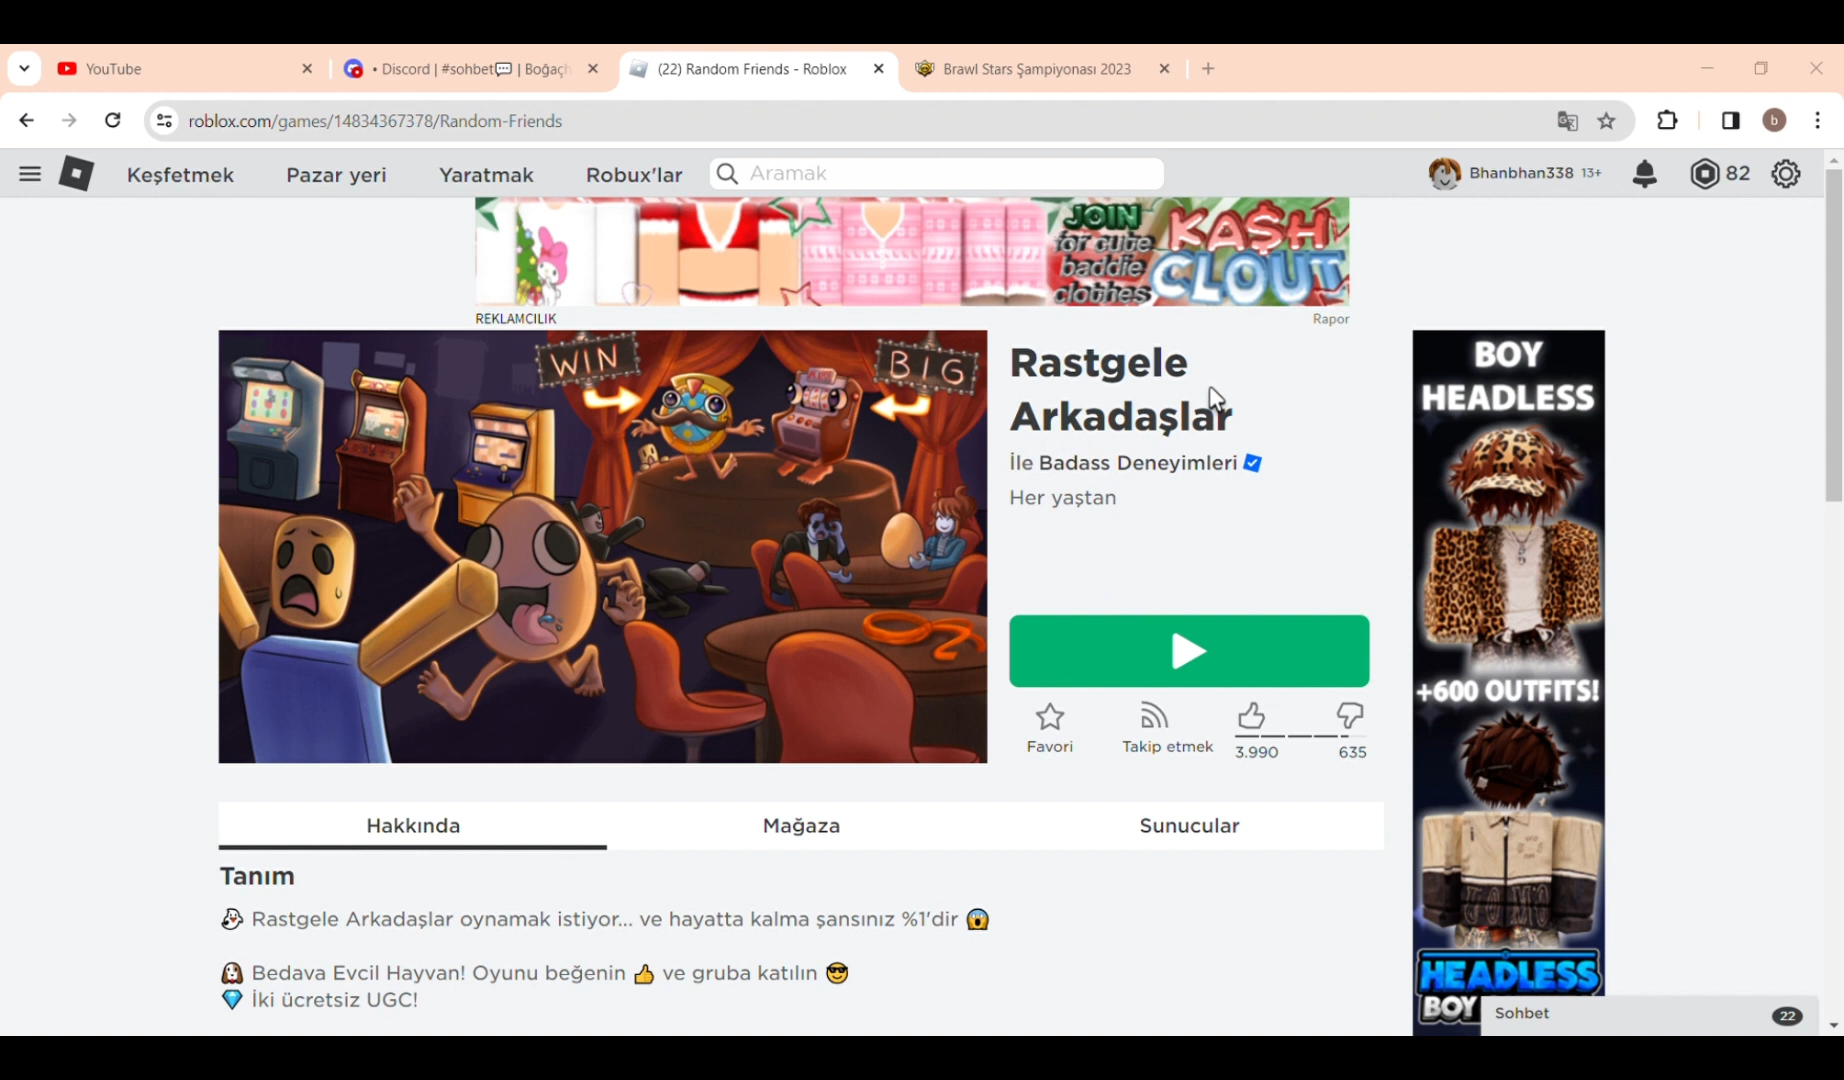 YouTube
• Discord | #sohbet💬 | Boğaçh
(22) Random Friends - Roblox
Brawl Stars Şampiyonası 2023
roblox.com/games/14834367378/Random-Friends
b
Keşfetmek
Pazar yeri
Yaratmak
Robux'lar
Aramak
Bhanbhan338 13+
82
JOIN
for cute
baddie
clothes
KA$H
CLOUT
REKLAMCILIK
Rapor
WIN
BIG
Rastgele
Arkadaşlar
İle Badass Deneyimleri
Her yaştan
Favori
Takip etmek
3.990
635
BOY
HEADLESS
+600 OUTFITS!
HEADLESS
BOY
Hakkında
Mağaza
Sunucular
Tanım
🐶 Rastgele Arkadaşlar oynamak istiyor... ve hayatta kalma şansınız %1'dir 😱
🐶 Bedava Evcil Hayvan! Oyunu beğenin 👍 ve gruba katılın 😎
💎 İki ücretsiz UGC!
Sohbet
22